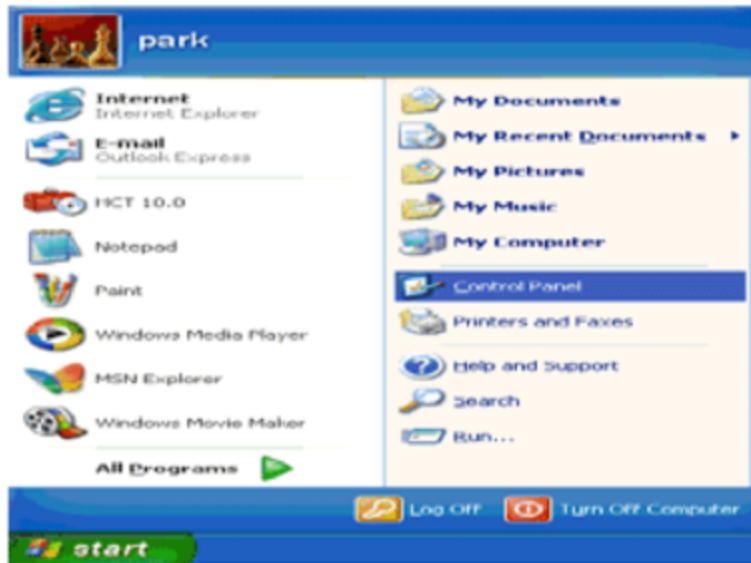 park
Internet
Internet Explorer
E-mail
Outlook Express
HCT 10.0
Notepad
Paint
Windows Media Player
MSN Explorer
Windows Movie Maker
All Programs
My Documents
My Recent Documents
My Pictures
My Music
My Computer
Control Panel
Printers and Faxes
Help and Support
Search
Run...
Log Off
Turn Off Computer
start